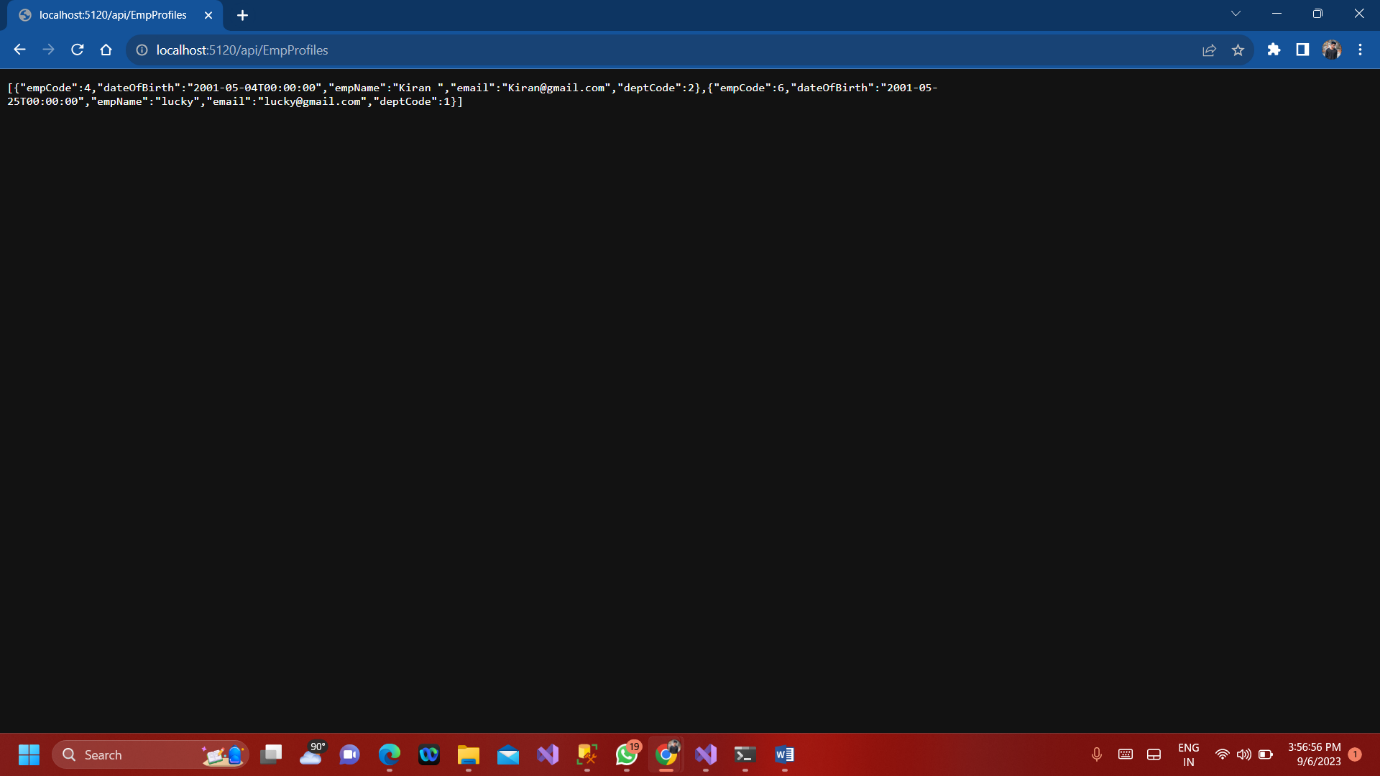 localhost:5120/api/EmpProfiles
localhost:5120/api/EmpProfiles
[{"empCode":4,"dateOfBirth":"2001-05-04T00:00:00","empName":"Kiran ","email":"Kiran@gmail.com","deptCode":2},{"empCode":6,"dateOfBirth":"2001-05-
25T00:00:00","empName":"lucky","email":"lucky@gmail.com","deptCode":1}]
Search
90°
19
ENG
IN
3:56:56 PM
9/6/2023
1